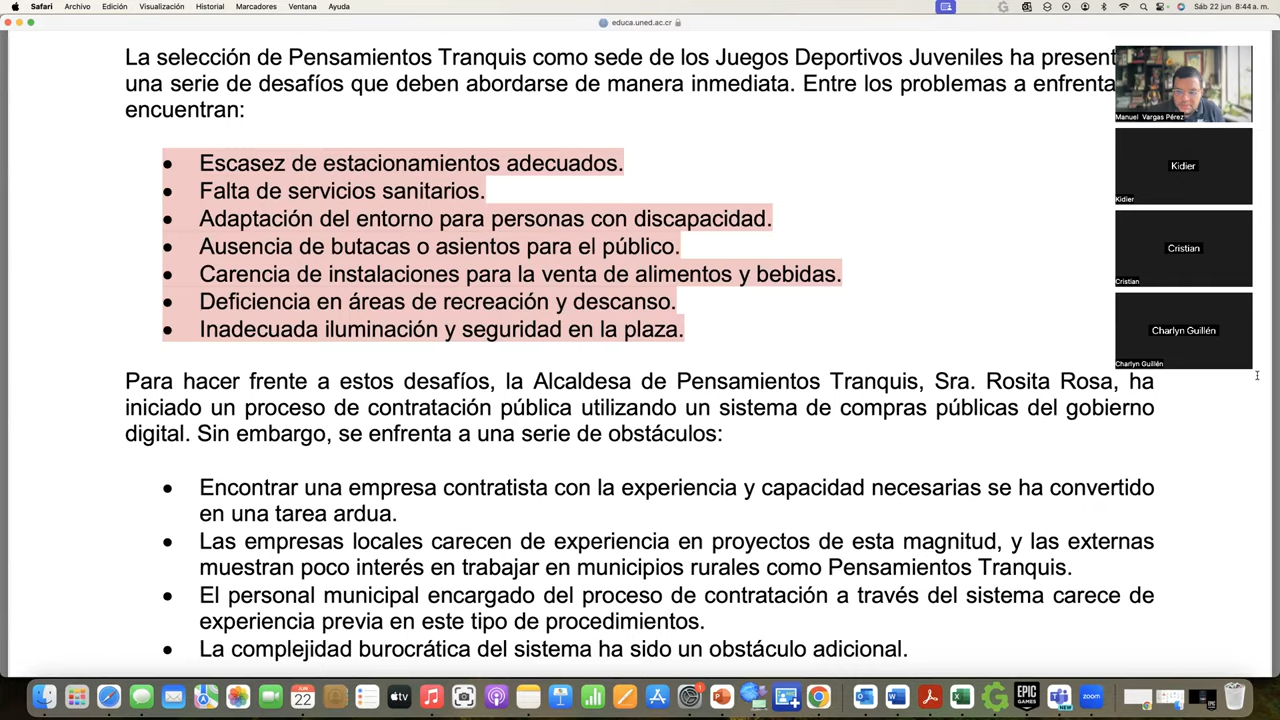 Safari Archivo Edición Visualización Historial Marcadores Ventana Ayuda Sáb 22 jun 8:44 a. m.
educa.uned.ac.cr
La selección de Pensamientos Tranquis como sede de los Juegos Deportivos Juveniles ha present
una serie de desafíos que deben abordarse de manera inmediata. Entre los problemas a enfrenta
encuentran:
• Escasez de estacionamientos adecuados.
• Falta de servicios sanitarios.
• Adaptación del entorno para personas con discapacidad.
• Ausencia de butacas o asientos para el público.
• Carencia de instalaciones para la venta de alimentos y bebidas.
• Deficiencia en áreas de recreación y descanso.
• Inadecuada iluminación y seguridad en la plaza.
Para hacer frente a estos desafíos, la Alcaldesa de Pensamientos Tranquis, Sra. Rosita Rosa, ha
iniciado un proceso de contratación pública utilizando un sistema de compras públicas del gobierno
digital. Sin embargo, se enfrenta a una serie de obstáculos:
• Encontrar una empresa contratista con la experiencia y capacidad necesarias se ha convertido
en una tarea ardua.
• Las empresas locales carecen de experiencia en proyectos de esta magnitud, y las externas
muestran poco interés en trabajar en municipios rurales como Pensamientos Tranquis.
• El personal municipal encargado del proceso de contratación a través del sistema carece de
experiencia previa en este tipo de procedimientos.
• La complejidad burocrática del sistema ha sido un obstáculo adicional.
Manuel Vargas Pérez
Kidier
Kidier
Cristian
Cristian
Charlyn Guillén
Charlyn Guillén
JUN
22
tv
EPIC
GAMES
NEW
zoom